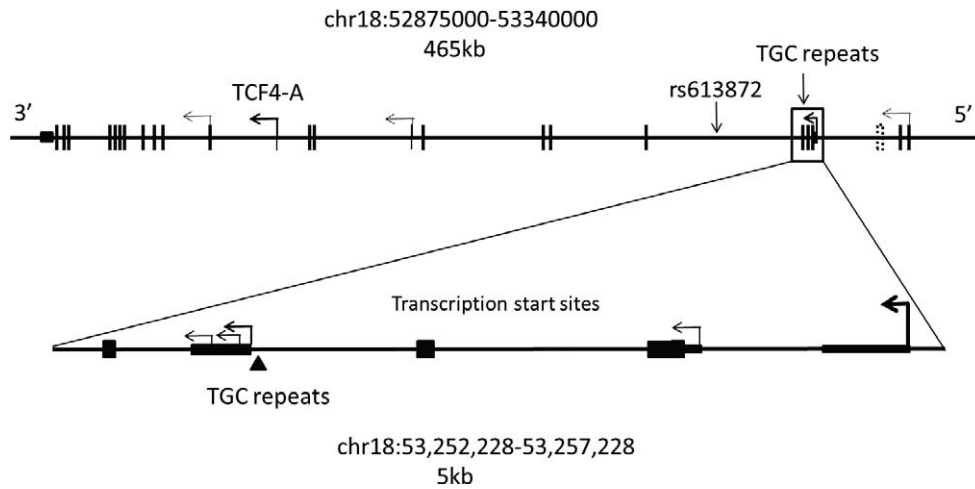 chr18:52875000-53340000
465kb
TGC repeats
TCF4-A
rs613872
3’
5’
Transcription start sites
TGC repeats
chr18:53,252,228-53,257,228
5kb